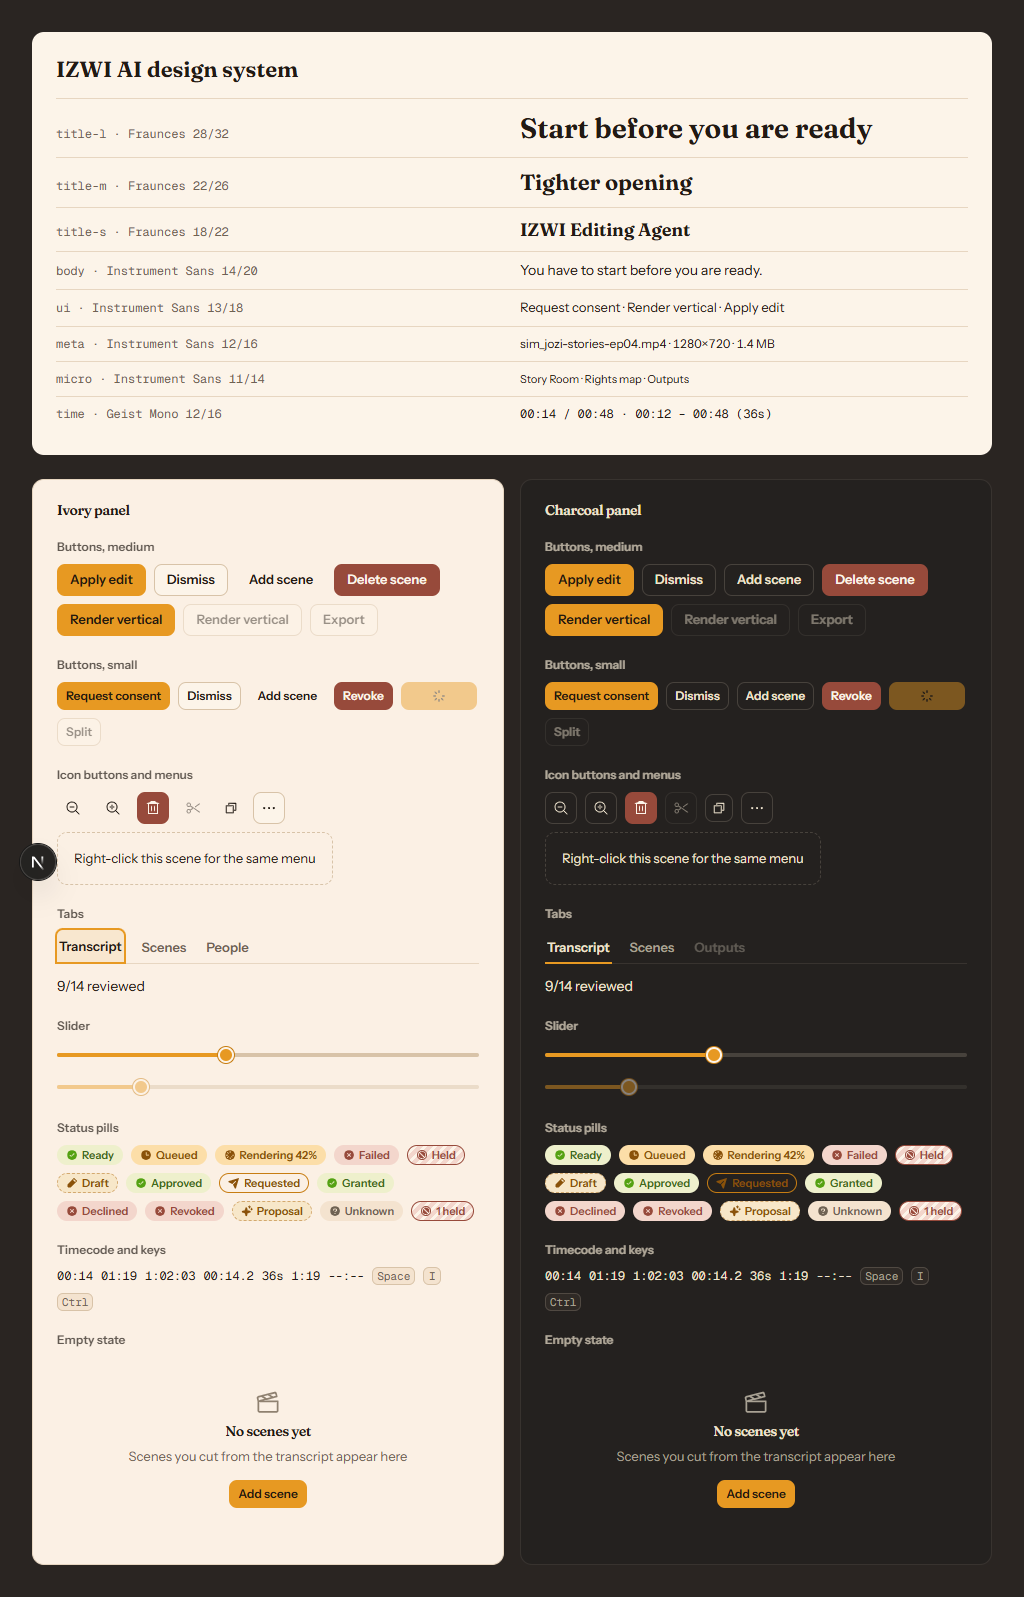 IZWI AI design system
title-l · Fraunces 28/32
Start before you are ready
title-m · Fraunces 22/26
Tighter opening
title-s · Fraunces 18/22
IZWI Editing Agent
body · Instrument Sans 14/20
You have to start before you are ready.
ui · Instrument Sans 13/18
Request consent · Render vertical · Apply edit
meta · Instrument Sans 12/16
sim_jozi-stories-ep04.mp4 · 1280×720 · 1.4 MB
micro · Instrument Sans 11/14
Story Room · Rights map · Outputs
time · Geist Mono 12/16
00:14 / 00:48 · 00:12 – 00:48 (36s)
Ivory panel
Buttons, medium
Apply edit Dismiss Add scene Delete scene
Render vertical Render vertical Export
Buttons, small
Request consent Dismiss Add scene Revoke
Split
Icon buttons and menus
Right-click this scene for the same menu
N
Tabs
Transcript Scenes People
9/14 reviewed
Slider
Status pills
Ready Queued Rendering 42% Failed Held
Draft Approved Requested Granted
Declined Revoked Proposal Unknown 1 held
Timecode and keys
00:14 01:19 1:02:03 00:14.2 36s 1:19 --:-- Space I
Ctrl
Empty state
No scenes yet
Scenes you cut from the transcript appear here
Add scene
Charcoal panel
Buttons, medium
Apply edit Dismiss Add scene Delete scene
Render vertical Render vertical Export
Buttons, small
Request consent Dismiss Add scene Revoke
Split
Icon buttons and menus
Right-click this scene for the same menu
Tabs
Transcript Scenes Outputs
9/14 reviewed
Slider
Status pills
Ready Queued Rendering 42% Failed Held
Draft Approved Requested Granted
Declined Revoked Proposal Unknown 1 held
Timecode and keys
00:14 01:19 1:02:03 00:14.2 36s 1:19 --:-- Space I
Ctrl
Empty state
No scenes yet
Scenes you cut from the transcript appear here
Add scene